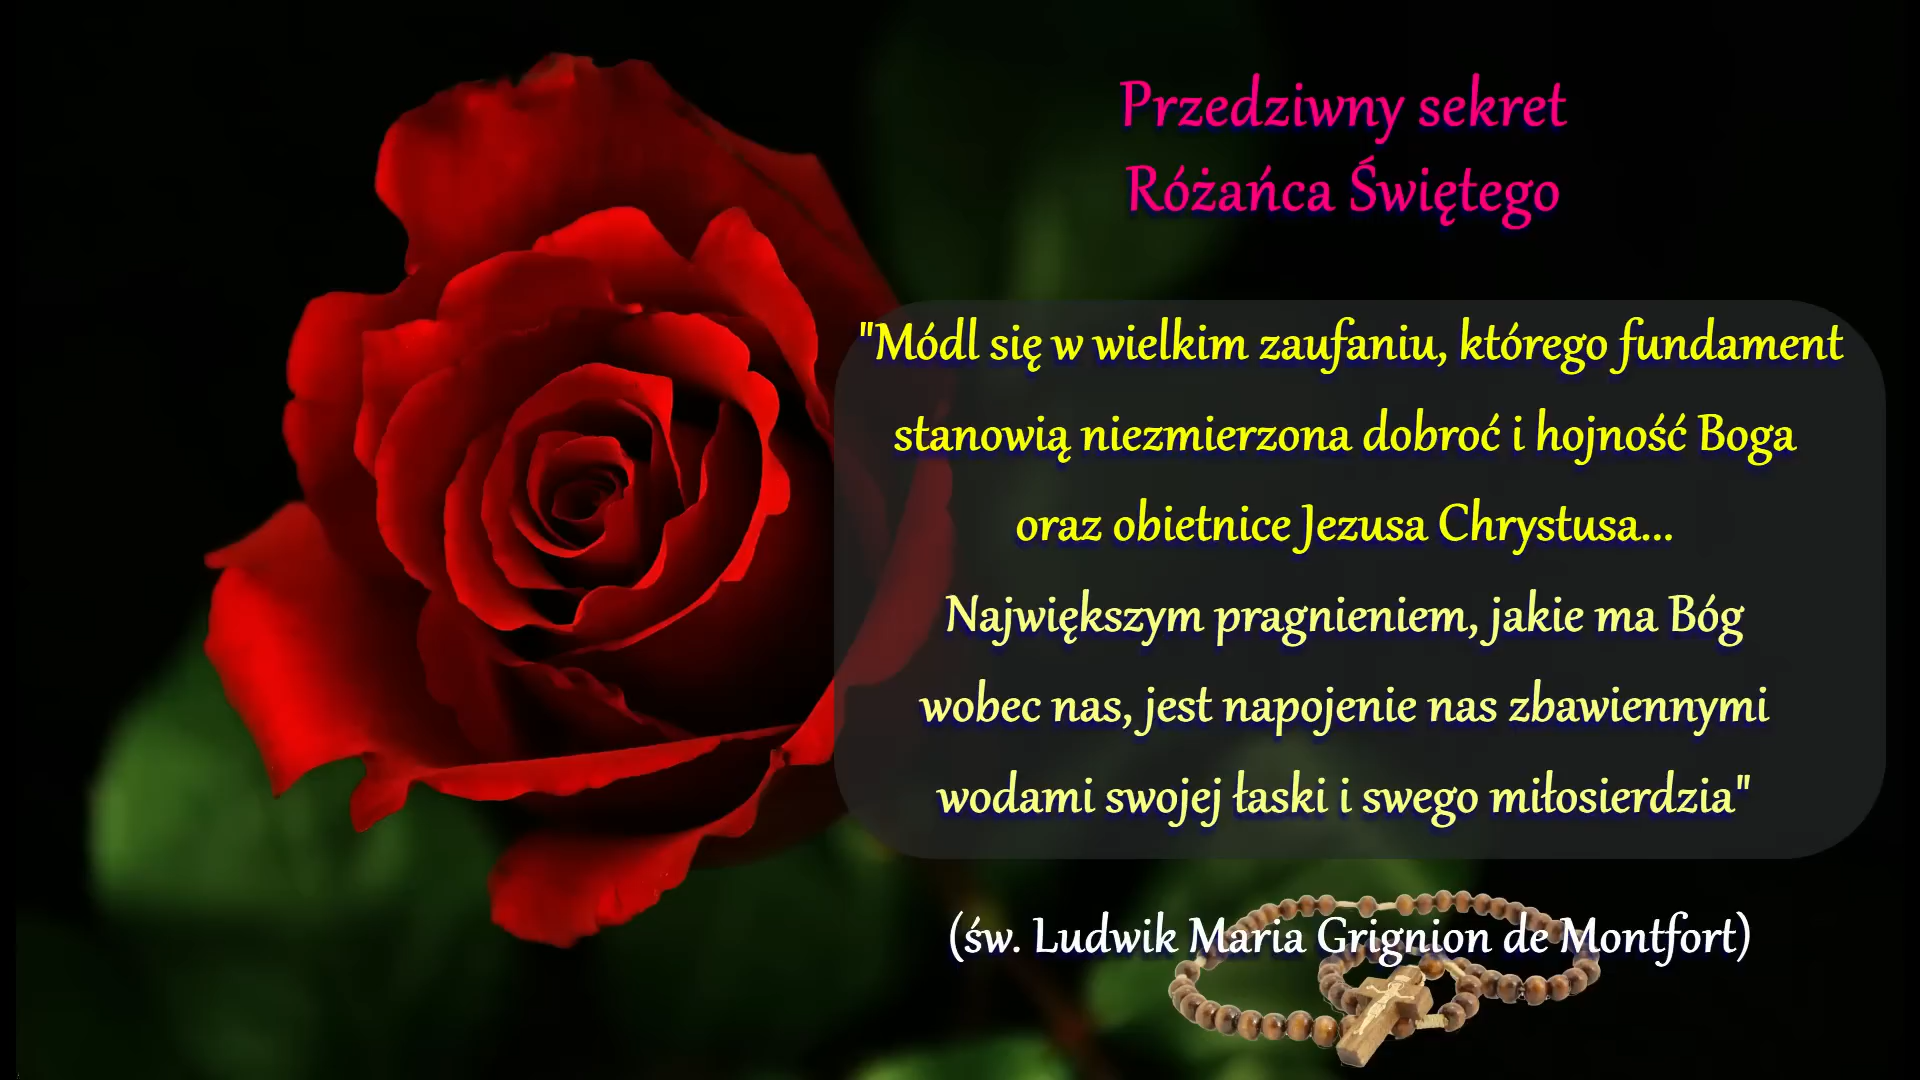 Przedziwny sekret
Różańca Świętego
"Módl się w wielkim zaufaniu, którego fundament
stanowią niezmierzona dobroć i hojność Boga
oraz obietnice Jezusa Chrystusa...
Największym pragnieniem, jakie ma Bóg
wobec nas, jest napojenie nas zbawiennymi
wodami swojej łaski i swego miłosierdzia"
(św. Ludwik Maria Grignion de Montfort)